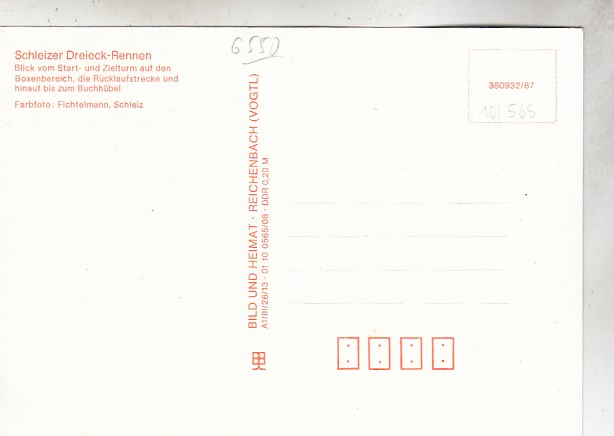 Schleizer Dreieck-Rennen
Blick vom Start- und Zielturm auf den
Boxenbereich, die Rücklaufstrecke und
hinauf bis zum Buchhübel
Farbfoto: Fichtelmann, Schleiz
6550
BILD UND HEIMAT · REICHENBACH (VOGTL)
A1/III/26/13 · 01 10 0565/09 · DDR 0,20 M
380932/87
10/565